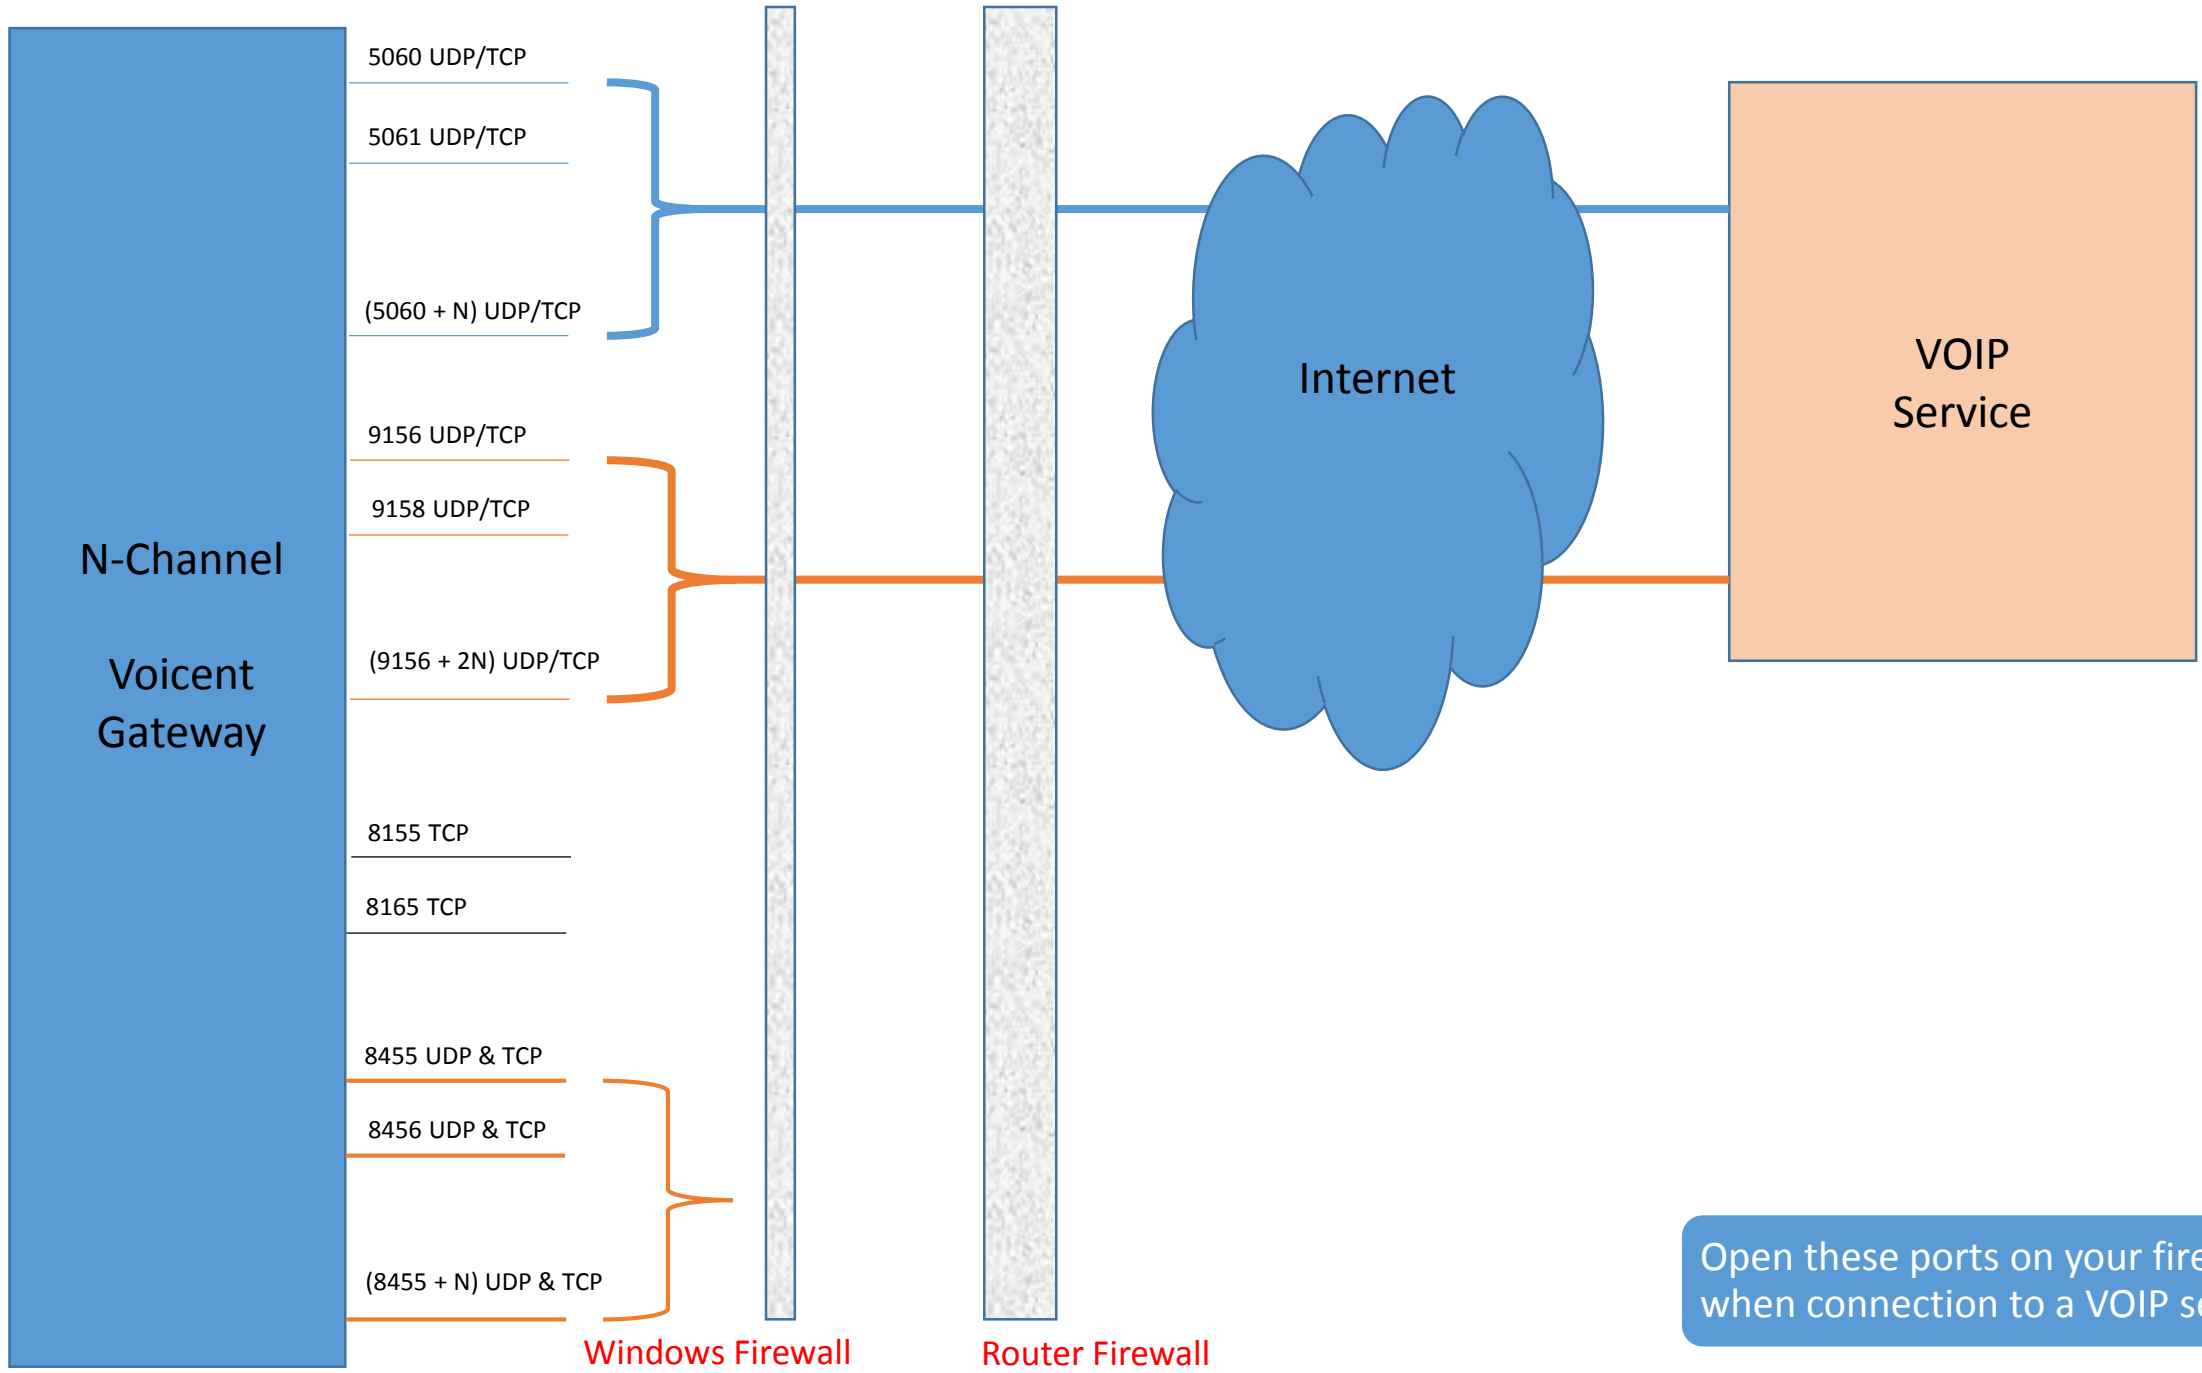 5060 UDP/TCP
5061 UDP/TCP
(5060 + N) UDP/TCP
9156 UDP/TCP
9158 UDP/TCP
(9156 + 2N) UDP/TCP
8155 TCP
8165 TCP
8455 UDP & TCP
8456 UDP & TCP
(8455 + N) UDP & TCP
N-Channel
Voicent
Gateway
Windows Firewall
Router Firewall
Internet
VOIP
Service
Open these ports on your
when connection to a VOIP